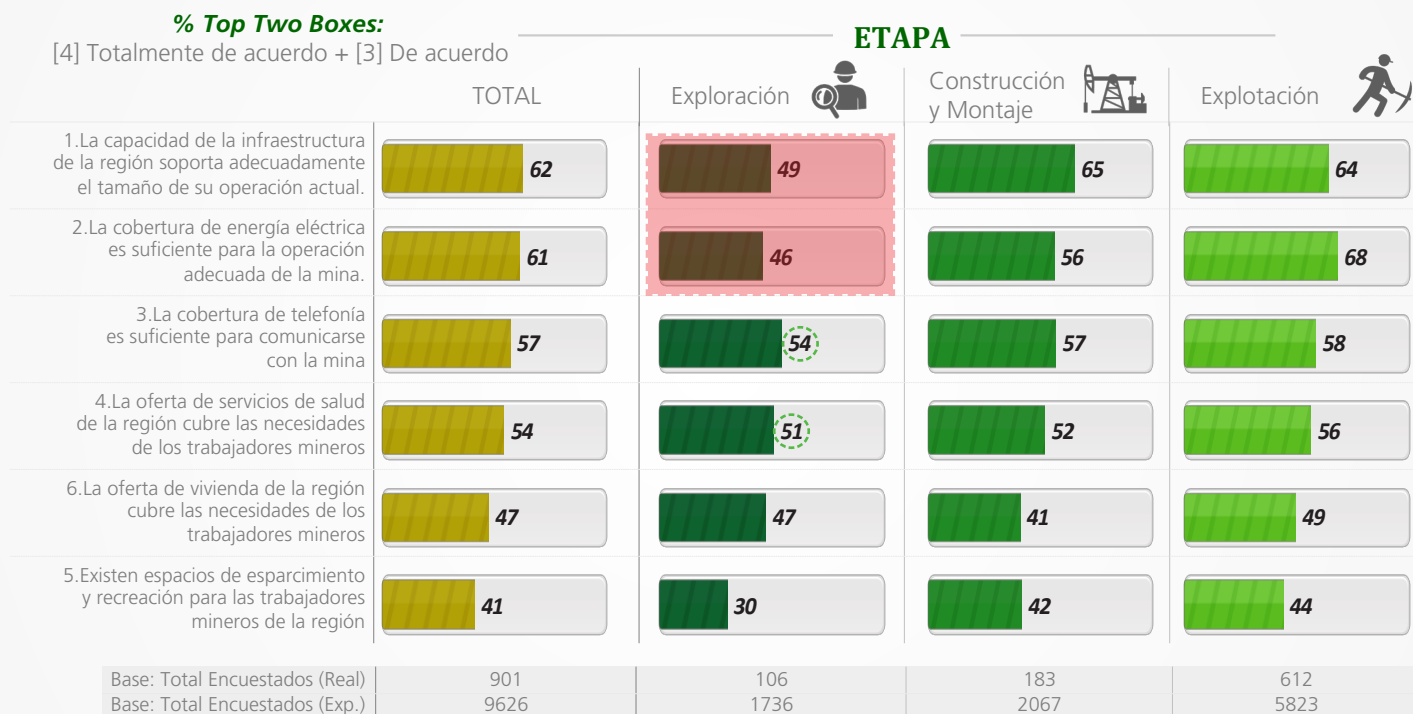 % Top Two Boxes:
[4] Totalmente de acuerdo + [3] De acuerdo
ETAPA
TOTAL
Exploración
Construcción
y Montaje
Explotación
1.La capacidad de la infraestructura
de la región soporta adecuadamente
el tamaño de su operación actual.
62
49
65
64
2.La cobertura de energía eléctrica
es suficiente para la operación
adecuada de la mina.
61
46
56
68
3.La cobertura de telefonía
es suficiente para comunicarse
con la mina
57
54
57
58
4.La oferta de servicios de salud
de la región cubre las necesidades
de los trabajadores mineros
54
51
52
56
6.La oferta de vivienda de la región
cubre las necesidades de los
trabajadores mineros
47
47
41
49
5.Existen espacios de esparcimiento
y recreación para las trabajadores
mineros de la región
41
30
42
44
Base: Total Encuestados (Real) 901 106 183 612
Base: Total Encuestados (Exp.) 9626 1736 2067 5823